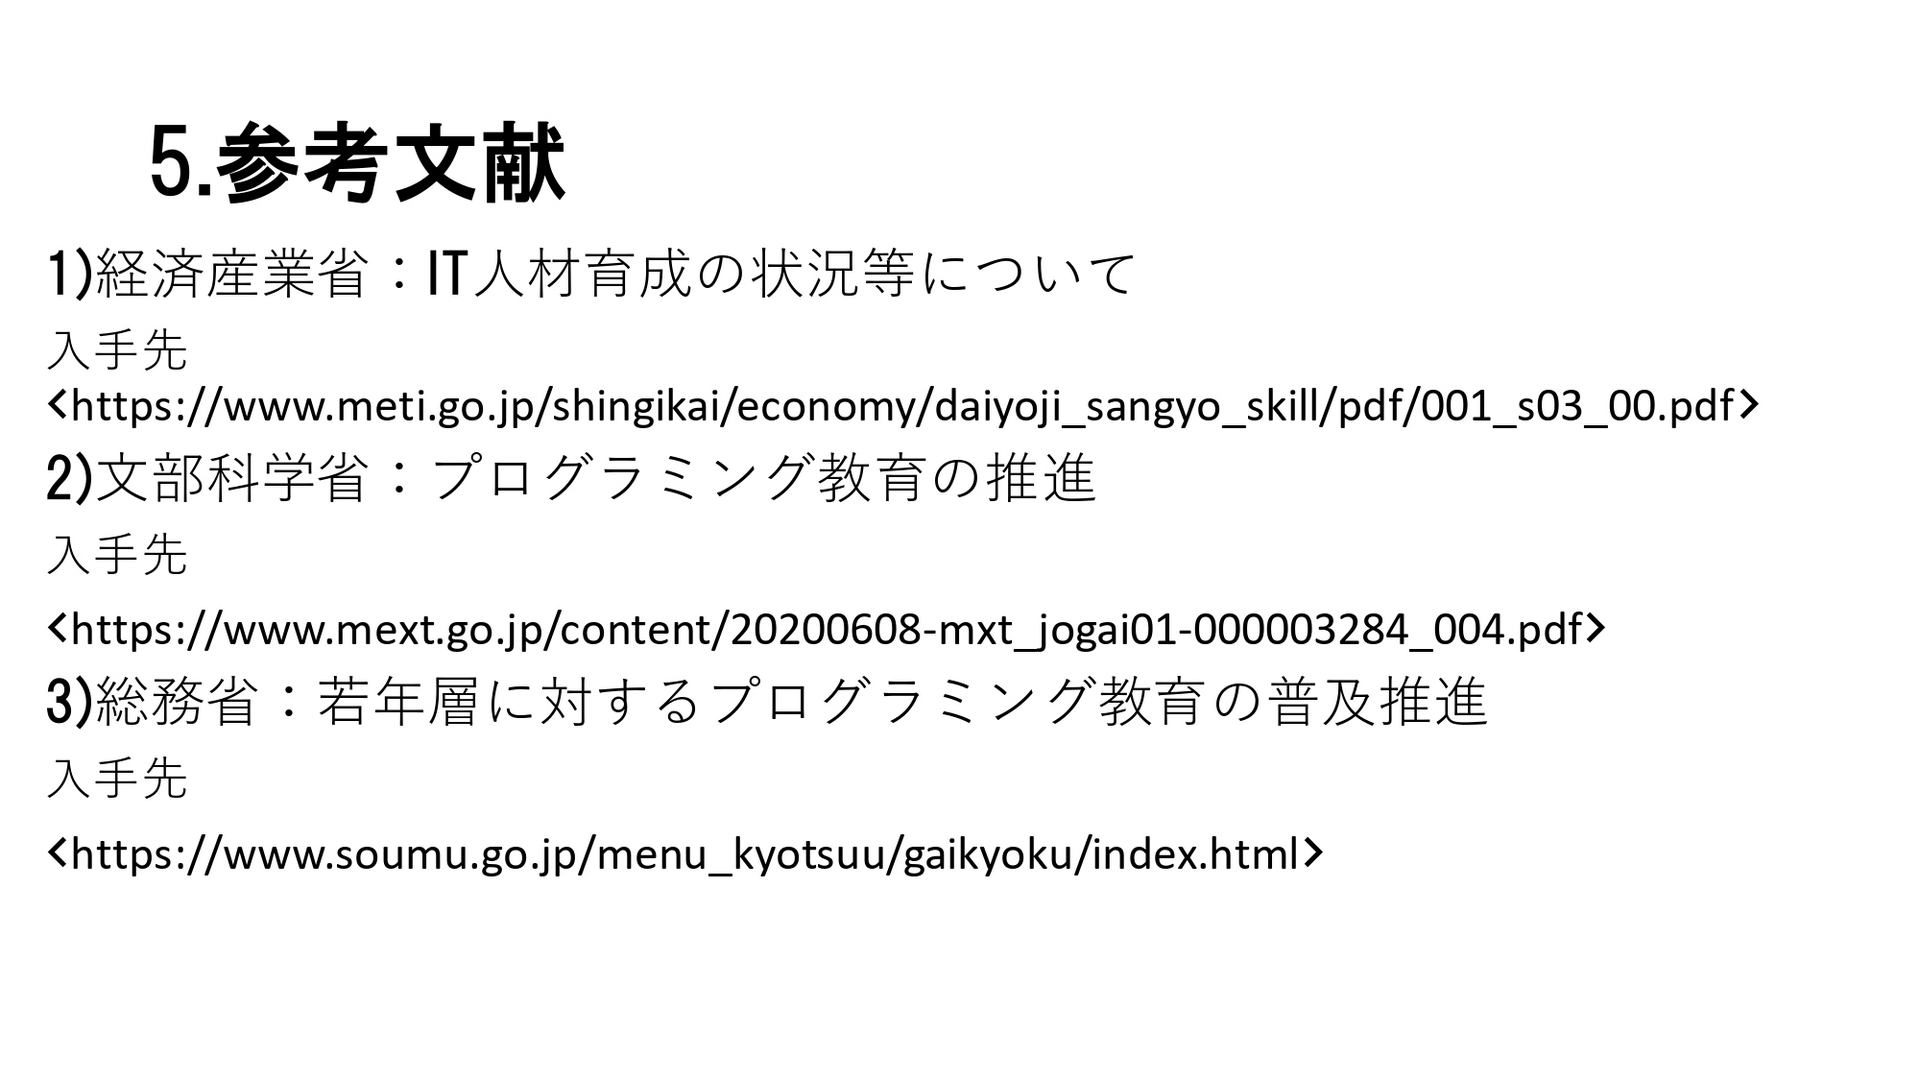 5.参考文献
1)経済産業省：IT人材育成の状況等について
入手先
<https://www.meti.go.jp/shingikai/economy/daiyoji_sangyo_skill/pdf/001_s03_00.pdf>
2)文部科学省：プログラミング教育の推進
入手先
<https://www.mext.go.jp/content/20200608-mxt_jogai01-000003284_004.pdf>
3)総務省：若年層に対するプログラミング教育の普及推進
入手先
<https://www.soumu.go.jp/menu_kyotsuu/gaikyoku/index.html>